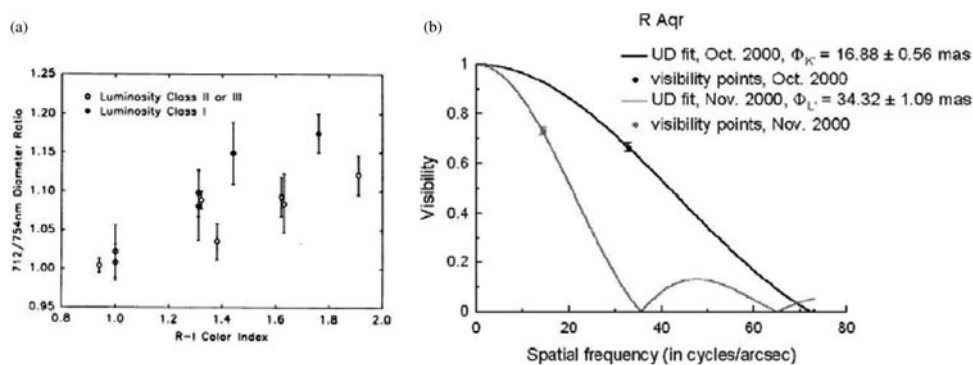 (a)
1.25
1.20
1.15
1.10
1.05
1.00
0.95
712/754nm Diameter Ratio
Luminosity Class II or III
Luminosity Class I
0.8 1.0 1.2 1.4 1.6 1.8 2.0
R-I Color Index
(b)
R Aqr
UD fit, Oct. 2000, ΦK' = 16.88 ± 0.56 mas
visibility points, Oct. 2000
UD fit, Nov. 2000, ΦL' = 34.32 ± 1.09 mas
visibility points, Nov. 2000
1
0.8
0.6
0.4
0.2
0
Visibility
0 20 40 60 80
Spatial frequency (in cycles/arcsec)